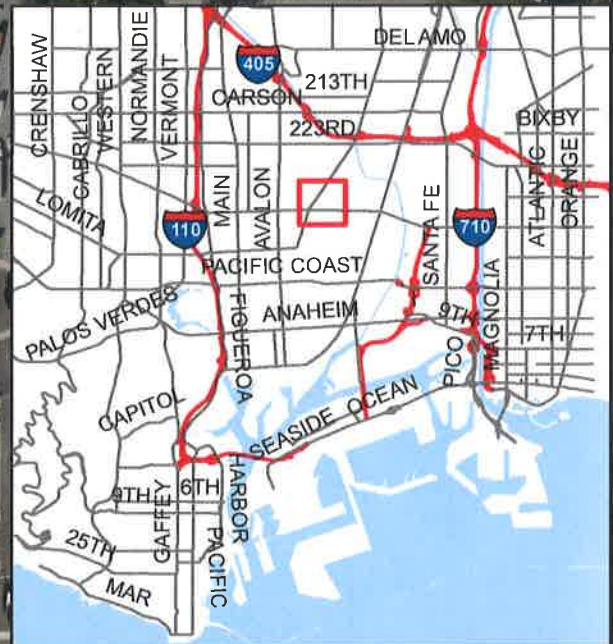 DEL AMO
CRENSHAW
CABRILLO
WESTERN
NORMANDIE
VERMONT
405
213TH
CARSON
223RD
BIXBY
ATLANTIC
ORANGE
LOMITA
110
MAIN
AVALON
SANTA FE
710
PACIFIC COAST
PALOS VERDES
FIGUEROA
ANAHEIM
9TH
MAGNOLIA
7TH
PICO
CAPITOL
SEASIDE
OCEAN
9TH
6TH
GAFFEY
HARBOR
PACIFIC
25TH
MAR